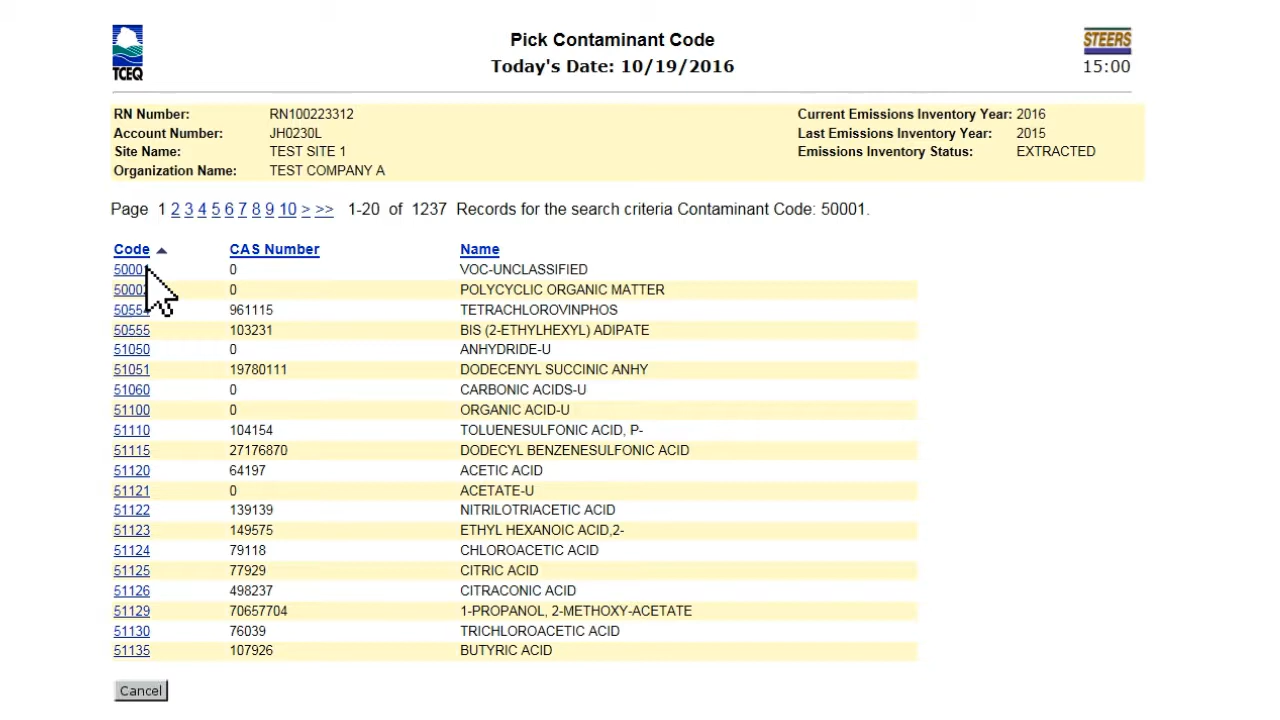 Pick Contaminant Code
Today's Date: 10/19/2016
TCEQ
STEERS
15:00
RN Number: RN100223312 Current Emissions Inventory Year: 2016
Account Number: JH0230L Last Emissions Inventory Year: 2015
Site Name: TEST SITE 1 Emissions Inventory Status: EXTRACTED
Organization Name: TEST COMPANY A
Page 1 2 3 4 5 6 7 8 9 10 > >> 1-20 of 1237 Records for the search criteria Contaminant Code: 50001.
Code CAS Number Name
50001 0 VOC-UNCLASSIFIED
50002 0 POLYCYCLIC ORGANIC MATTER
50554 961115 TETRACHLOROVINPHOS
50555 103231 BIS (2-ETHYLHEXYL) ADIPATE
51050 0 ANHYDRIDE-U
51051 19780111 DODECENYL SUCCINIC ANHY
51060 0 CARBONIC ACIDS-U
51100 0 ORGANIC ACID-U
51110 104154 TOLUENESULFONIC ACID, P-
51115 27176870 DODECYL BENZENESULFONIC ACID
51120 64197 ACETIC ACID
51121 0 ACETATE-U
51122 139139 NITRILOTRIACETIC ACID
51123 149575 ETHYL HEXANOIC ACID,2-
51124 79118 CHLOROACETIC ACID
51125 77929 CITRIC ACID
51126 498237 CITRACONIC ACID
51129 70657704 1-PROPANOL, 2-METHOXY-ACETATE
51130 76039 TRICHLOROACETIC ACID
51135 107926 BUTYRIC ACID
Cancel